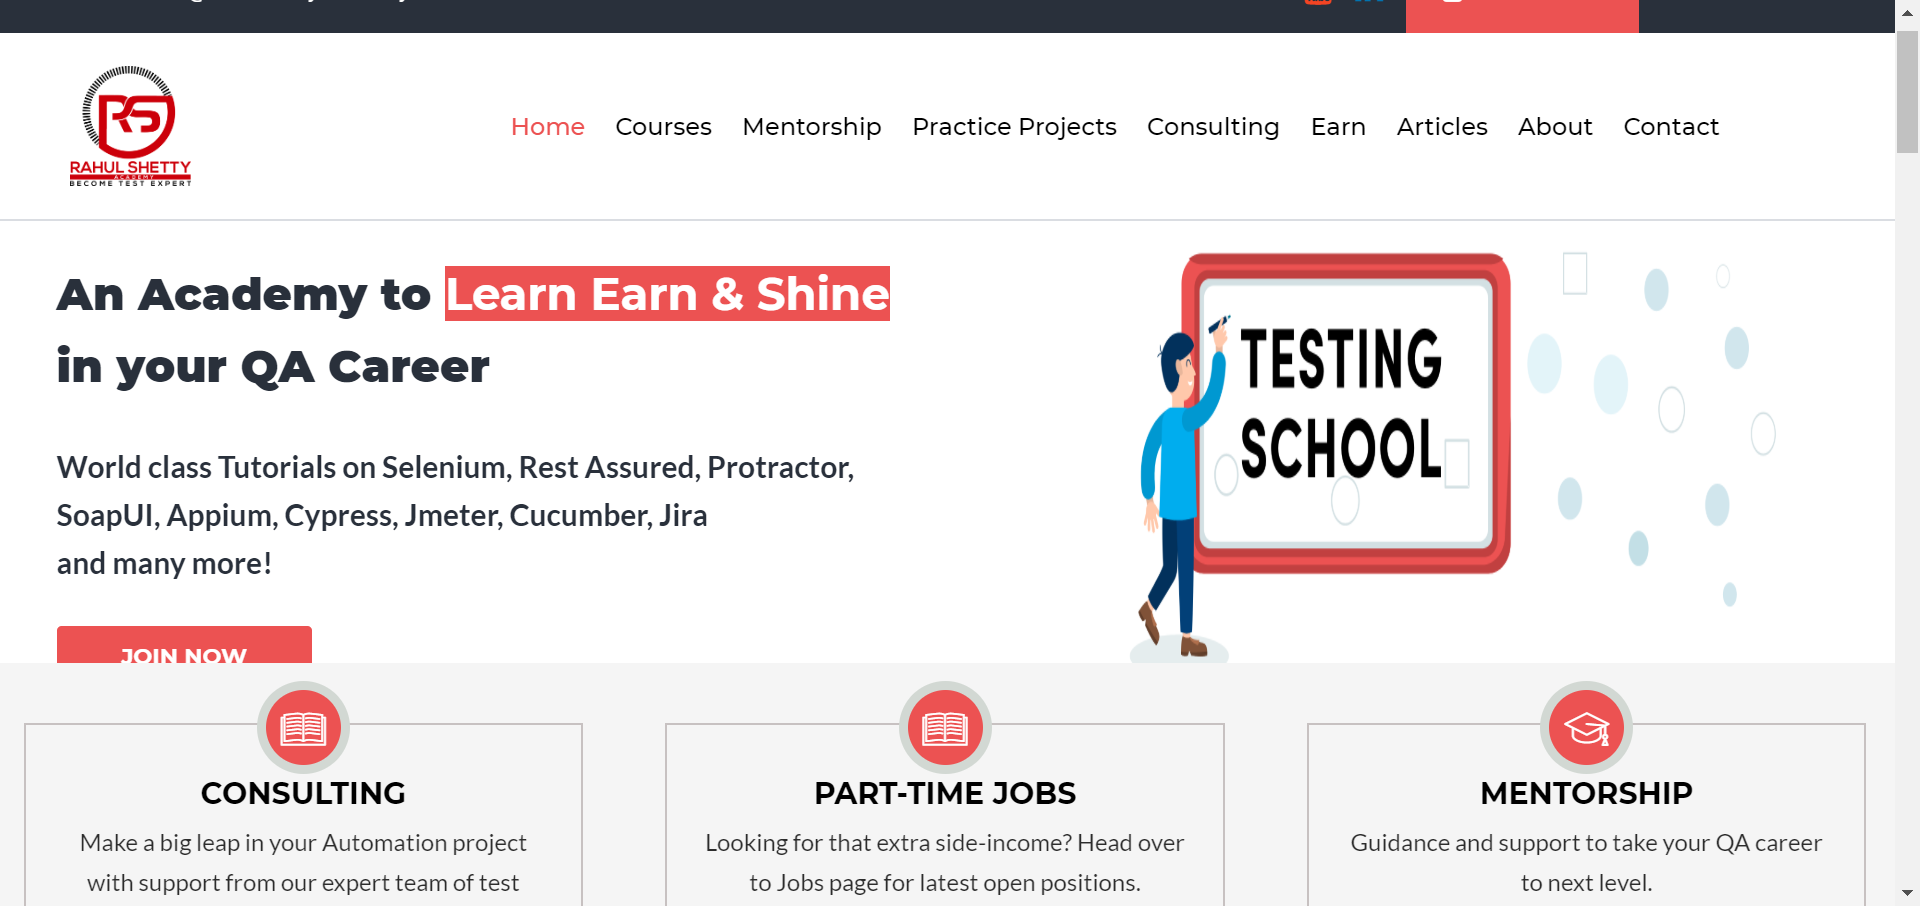 RAHUL SHETTY
ACADEMY
BECOME TEST EXPERT
Home Courses Mentorship Practice Projects Consulting Earn Articles About Contact
An Academy to Learn Earn & Shine
in your QA Career
World class Tutorials on Selenium, Rest Assured, Protractor,
SoapUI, Appium, Cypress, Jmeter, Cucumber, Jira
and many more!
JOIN NOW
TESTING
SCHOOL
CONSULTING
Make a big leap in your Automation project
with support from our expert team of test
PART-TIME JOBS
Looking for that extra side-income? Head over
to Jobs page for latest open positions.
MENTORSHIP
Guidance and support to take your QA career
to next level.